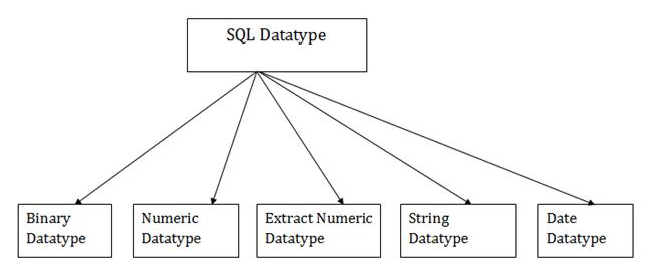 SQL Datatype
Binary
Datatype
Numeric
Datatype
Extract Numeric
Datatype
String
Datatype
Date
Datatype